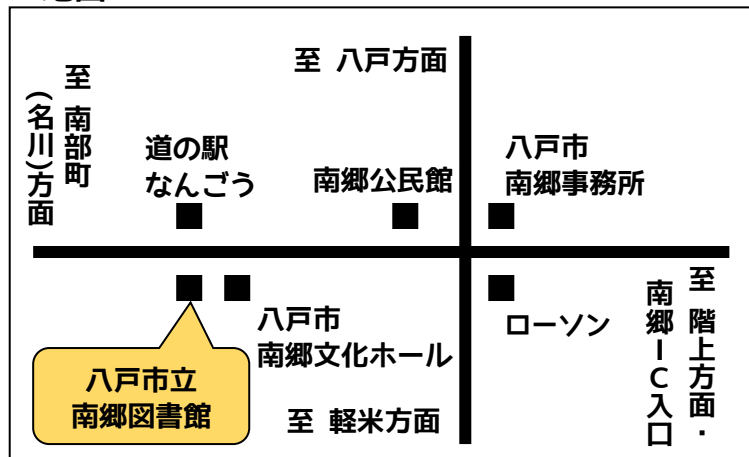 至 八戸方面
至 南部町
(名川)方面
道の駅
なんごう
南郷公民館
八戸市
南郷事務所
八戸市
南郷文化ホール
ローソン
至 階上方面・
南郷IC入口
八戸市立
南郷図書館
至 軽米方面